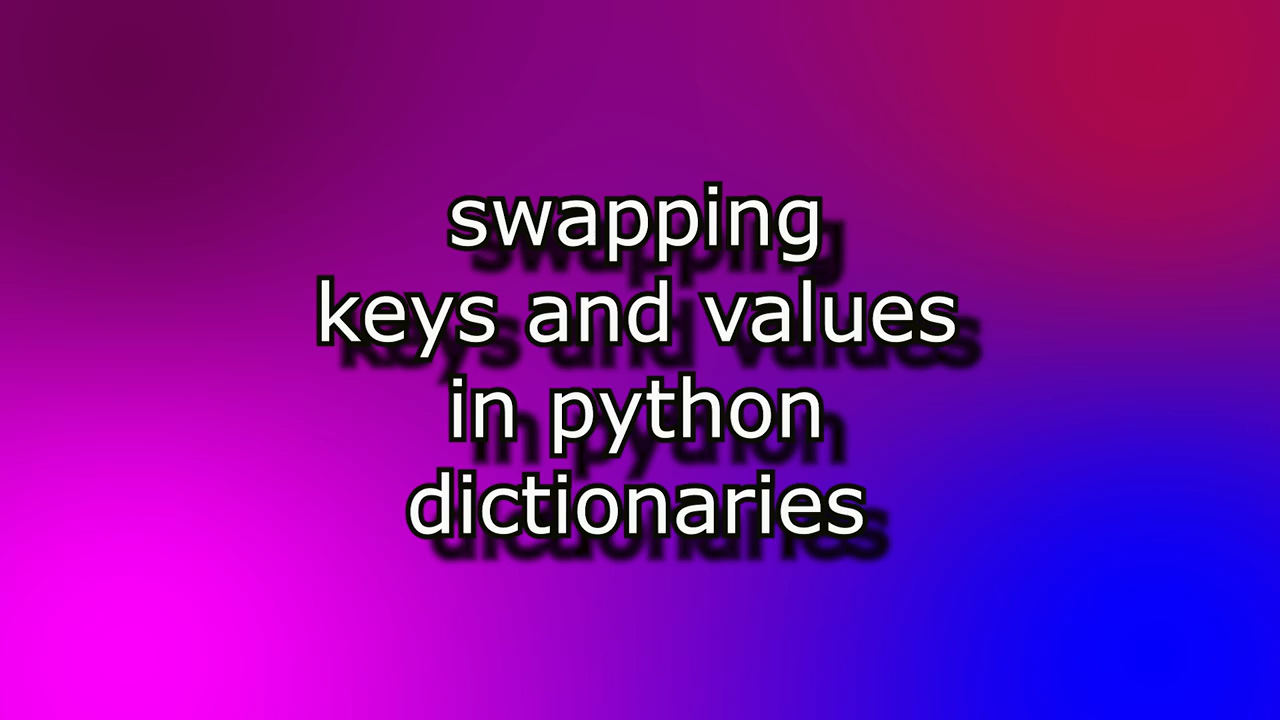 swapping
keys and values
in python
dictionaries